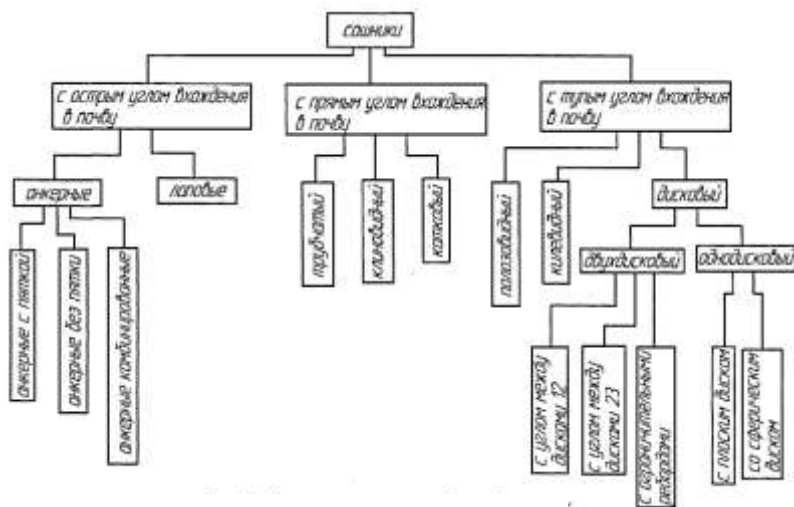 сошники
с острым углом вхождения
в почву
с прямым углом вхождения
в почву
с тупым углом вхождения
в почву
анкерные
лаповые
трубчатый
клиновидный
катковый
полозовидный
килевидный
дисковый
двухдисковый
однодисковый
анкерные с пяткой
анкерные без пятки
анкерные комбинированные
с углом между
дисками 12
с углом между
дисками 23
с ограничительными
ребордами
с плоским диском
со сферическим
диском